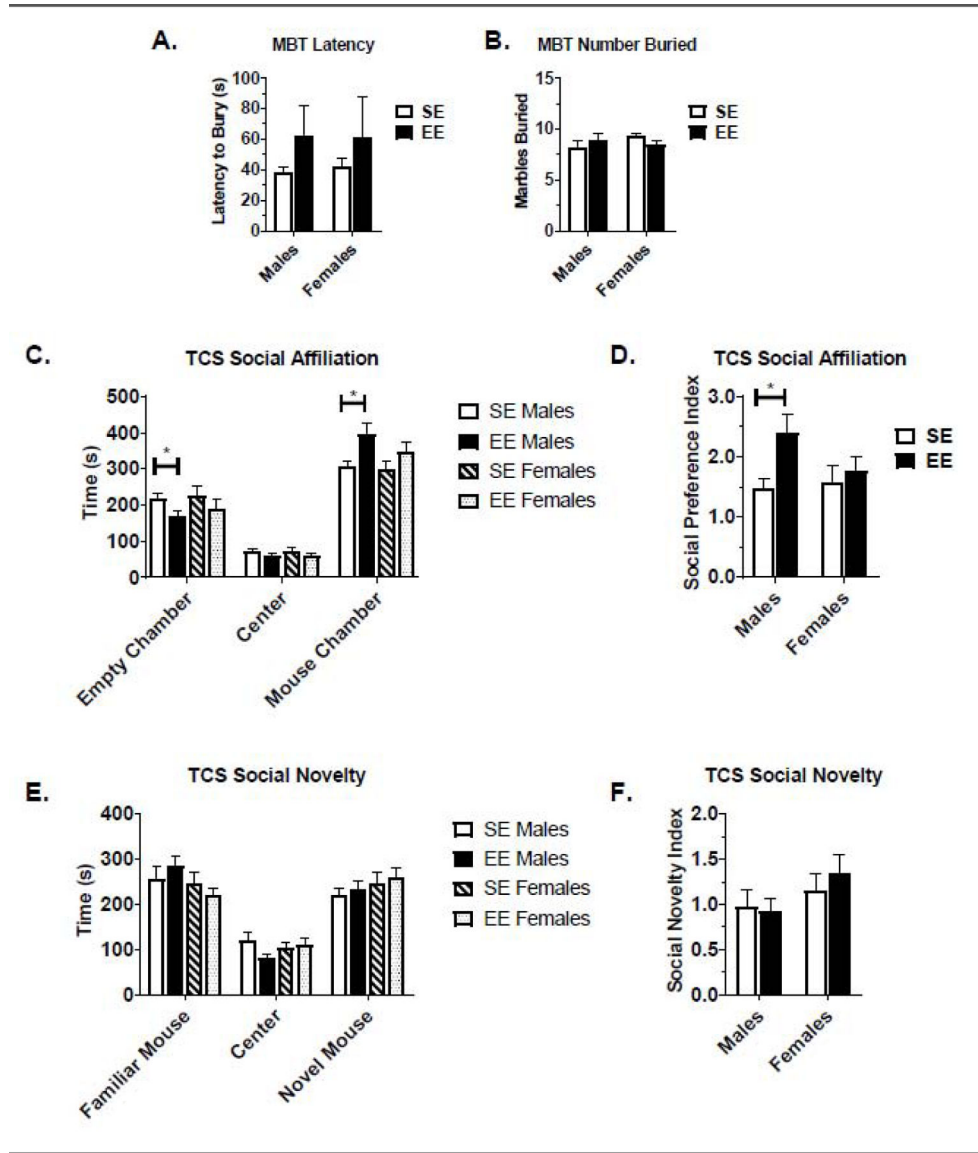 A.
MBT Latency
Latency to Bury (s)
100
80
60
40
20
0
Males
Females
SE
EE
B.
MBT Number Buried
Marbles Buried
15
10
5
0
Males
Females
SE
EE
C.
TCS Social Affiliation
Time (s)
500
400
300
200
100
0
*
*
Empty Chamber
Center
Mouse Chamber
SE Males
EE Males
SE Females
EE Females
D.
TCS Social Affiliation
Social Preference Index
3.0
2.0
1.0
0.0
*
Males
Females
SE
EE
E.
TCS Social Novelty
Time (s)
400
300
200
100
0
Familiar Mouse
Center
Novel Mouse
SE Males
EE Males
SE Females
EE Females
F.
TCS Social Novelty
Social Novelty Index
2.0
1.5
1.0
0.5
0.0
Males
Females